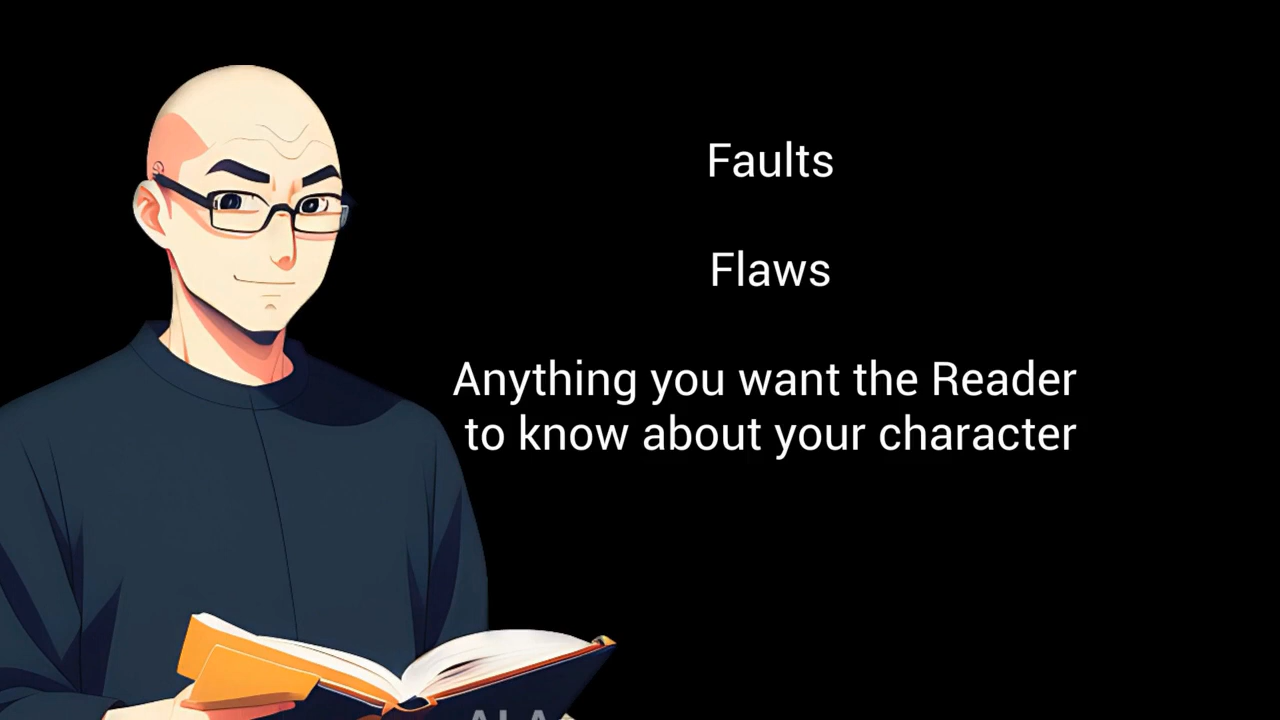 Faults
Flaws
Anything you want the Reader
to know about your character